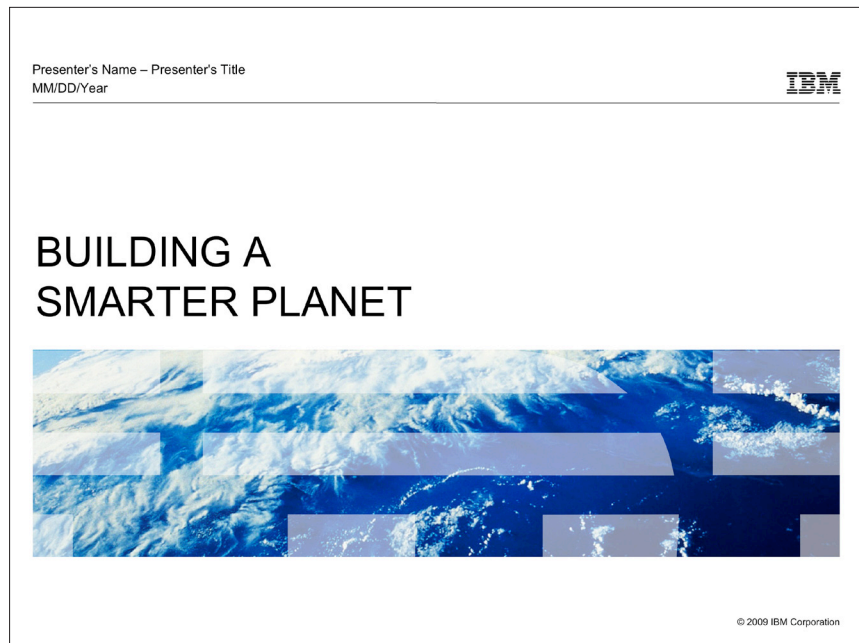 Presenter's Name – Presenter's Title
MM/DD/Year
IBM
BUILDING A
SMARTER PLANET
© 2009 IBM Corporation